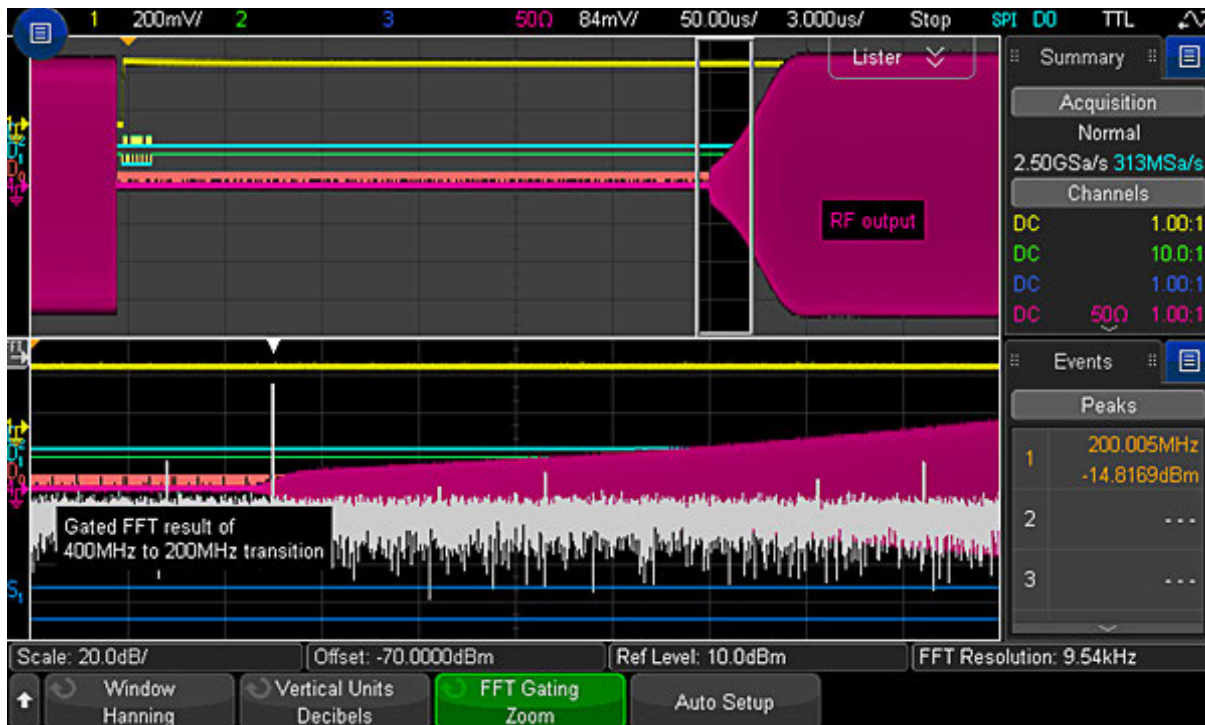 1 200mV/ 2 3 50Ω 84mV/ 50.00us/ 3.000us/ Stop SPI D0 TTL
Lister
Summary
Acquisition
Normal
2.50GSa/s 313MSa/s
Channels
DC 1.00:1
DC 10.0:1
DC 1.00:1
DC 50Ω 1.00:1
RF output
Events
Peaks
1 200.005MHz
-14.8169dBm
2 ---
3 ---
Gated FFT result of
400MHz to 200MHz transition
S1
Scale: 20.0dB/ Offset: -70.0000dBm Ref Level: 10.0dBm FFT Resolution: 9.54kHz
Window
Hanning
Vertical Units
Decibels
FFT Gating
Zoom
Auto Setup